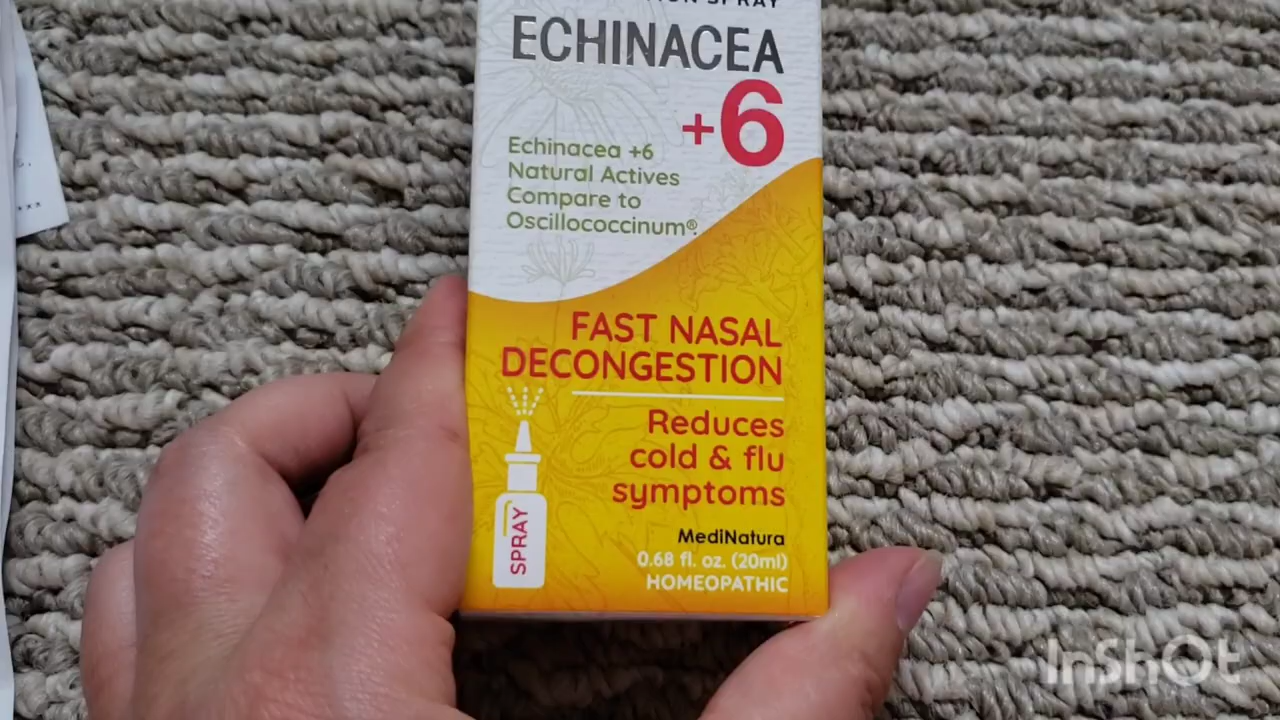 SPRAY
ECHINACEA
+6
Echinacea +6
Natural Actives
Compare to
Oscillococcinum®.
FAST NASAL
DECONGESTION
Reduces
cold & flu
symptoms
SPRAY
MediNatura
0.68 fl. oz. (20ml)
HOMEOPATHIC
InShOt